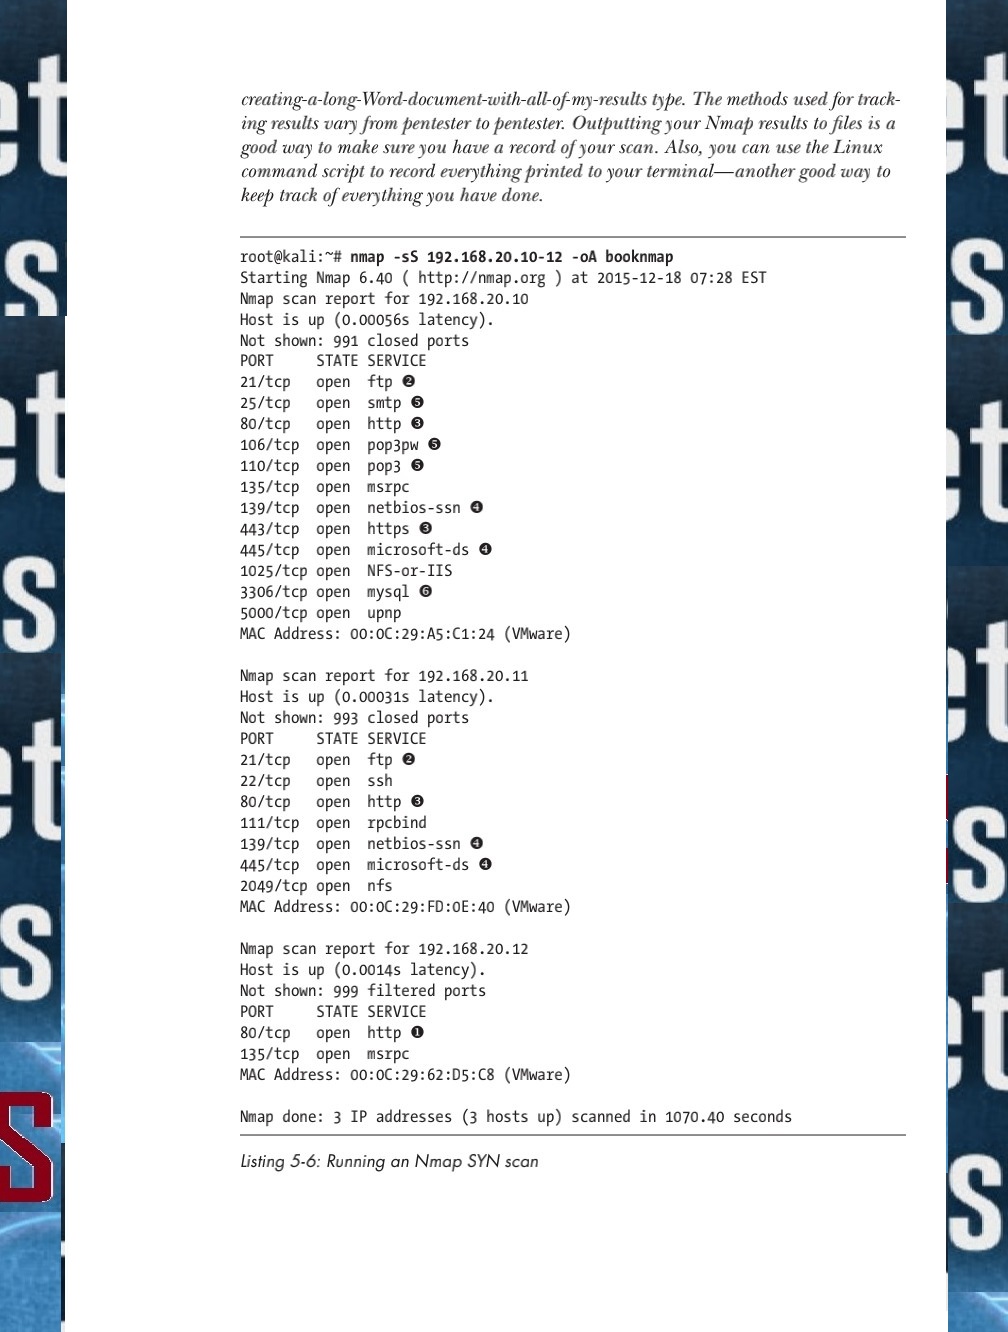 creating-a-long-Word-document-with-all-of-my-results type. The methods used for track-
ing results vary from pentester to pentester. Outputting your Nmap results to files is a
good way to make sure you have a record of your scan. Also, you can use the Linux
command script to record everything printed to your terminal—another good way to
keep track of everything you have done.
root@kali:~# nmap -sS 192.168.20.10-12 -oA booknmap
Starting Nmap 6.40 ( http://nmap.org ) at 2015-12-18 07:28 EST
Nmap scan report for 192.168.20.10
Host is up (0.00056s latency).
Not shown: 991 closed ports
PORT     STATE SERVICE
21/tcp   open  ftp ❷
25/tcp   open  smtp ❺
80/tcp   open  http ❸
106/tcp  open  pop3pw ❺
110/tcp  open  pop3 ❺
135/tcp  open  msrpc
139/tcp  open  netbios-ssn ❹
443/tcp  open  https ❸
445/tcp  open  microsoft-ds ❹
1025/tcp open  NFS-or-IIS
3306/tcp open  mysql ❻
5000/tcp open  upnp
MAC Address: 00:0C:29:A5:C1:24 (VMware)
Nmap scan report for 192.168.20.11
Host is up (0.00031s latency).
Not shown: 993 closed ports
PORT     STATE SERVICE
21/tcp   open  ftp ❷
22/tcp   open  ssh
80/tcp   open  http ❸
111/tcp  open  rpcbind
139/tcp  open  netbios-ssn ❹
445/tcp  open  microsoft-ds ❹
2049/tcp open  nfs
MAC Address: 00:0C:29:FD:0E:40 (VMware)
Nmap scan report for 192.168.20.12
Host is up (0.0014s latency).
Not shown: 999 filtered ports
PORT     STATE SERVICE
80/tcp   open  http ❶
135/tcp  open  msrpc
MAC Address: 00:0C:29:62:D5:C8 (VMware)
Nmap done: 3 IP addresses (3 hosts up) scanned in 1070.40 seconds
Listing 5-6: Running an Nmap SYN scan